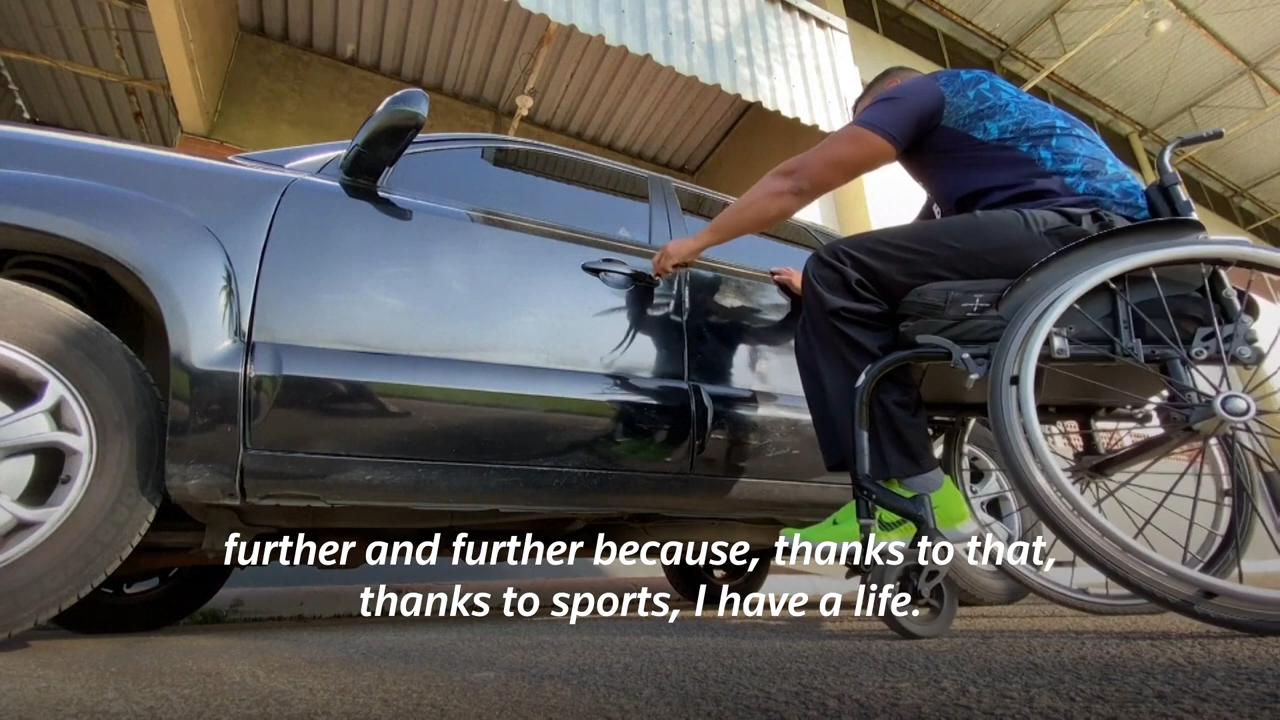 further and further because, thanks to that,
thanks to sports, I have a life.